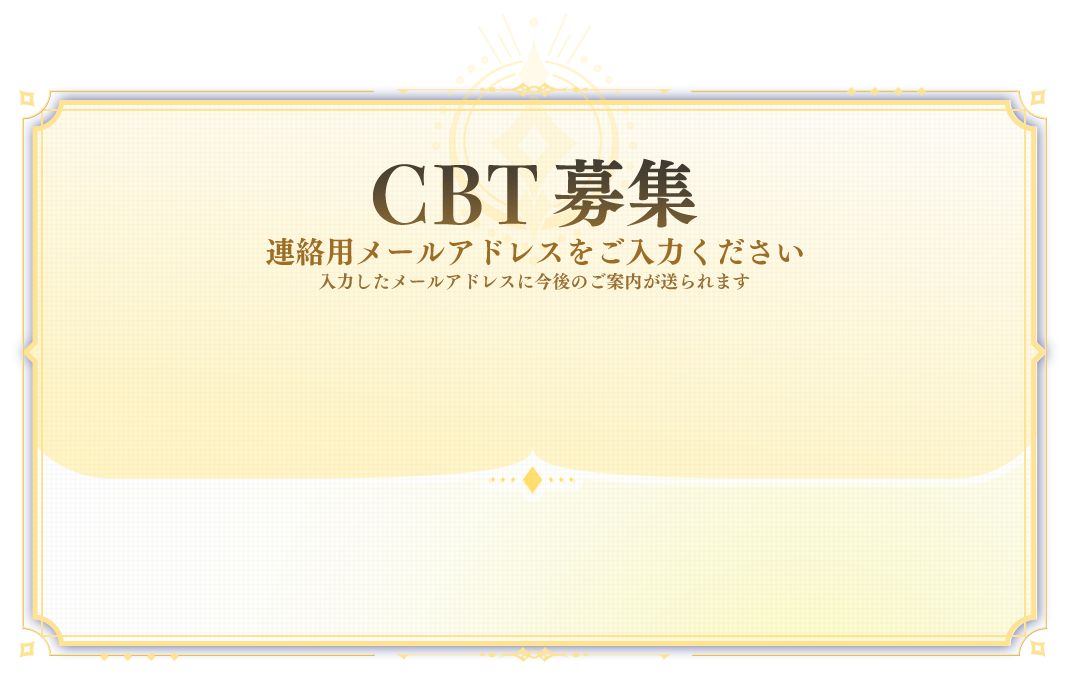 CBT 募集
連絡用メールアドレスをご入力ください
入力したメールアドレスに今後のご案内が送られます